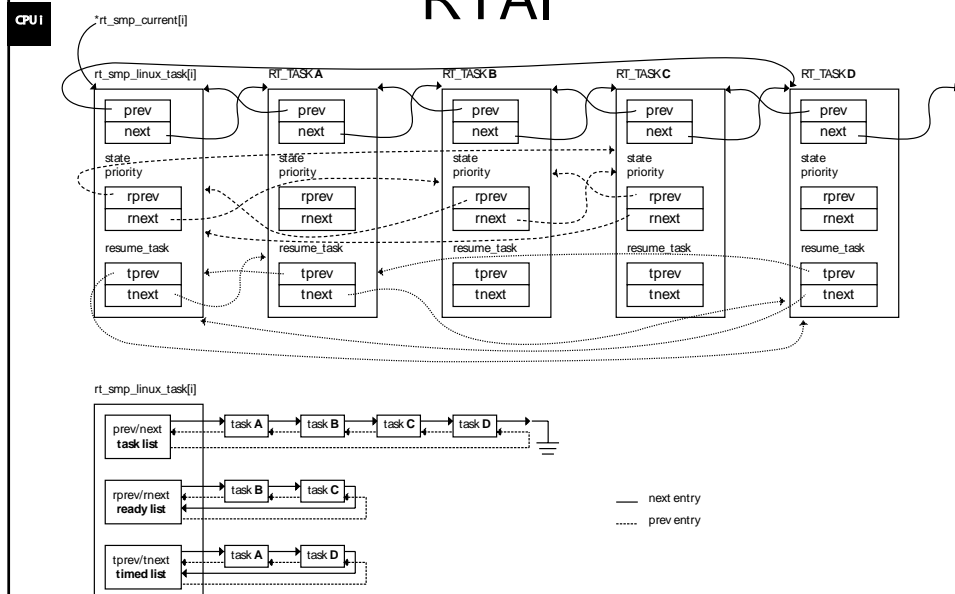 RTAI
CPU i
*rt_smp_current[i]
rt_smp_linux_task[i] RT_TASK A RT_TASK B RT_TASK C RT_TASK D
prev prev prev prev prev
next next next next next
state state state state state
priority priority priority priority priority
rprev rprev rprev rprev rprev
rnext rnext rnext rnext rnext
resume_task resume_task resume_task resume_task resume_task
tprev tprev tprev tprev tprev
tnext tnext tnext tnext tnext
rt_smp_linux_task[i]
prev/next task A task B task C task D
task list
rprev/rnext task B task C
ready list
next entry
prev entry
tprev/tnext task A task D
timed list